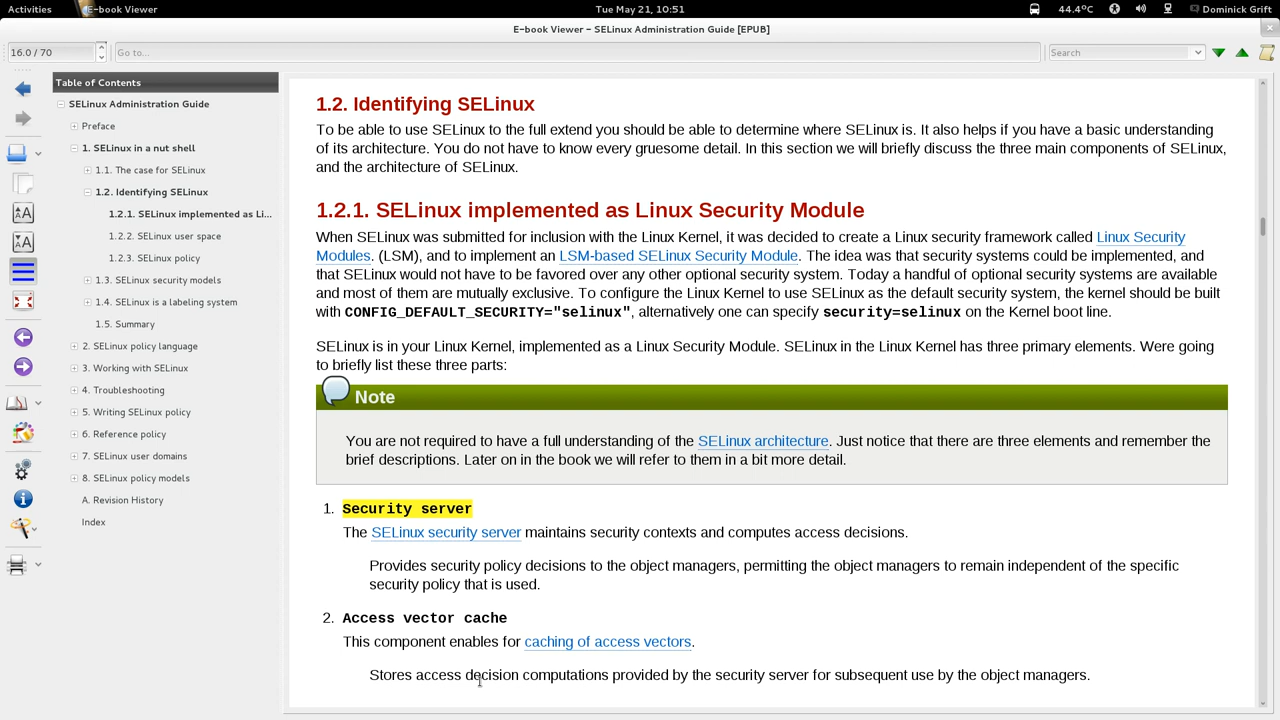 Activities
E-book Viewer
Tue May 21, 10:51
44.4°C
Dominick Grift
E-book Viewer - SELinux Administration Guide [EPUB]
16.0 / 70
Go to...
Search
Table of Contents
SELinux Administration Guide
Preface
1. SELinux in a nut shell
1.1. The case for SELinux
1.2. Identifying SELinux
1.2.1. SELinux implemented as Li...
1.2.2. SELinux user space
1.2.3. SELinux policy
1.3. SELinux security models
1.4. SELinux is a labeling system
1.5. Summary
2. SELinux policy language
3. Working with SELinux
4. Troubleshooting
5. Writing SELinux policy
6. Reference policy
7. SELinux user domains
8. SELinux policy models
A. Revision History
Index
1.2. Identifying SELinux
To be able to use SELinux to the full extend you should be able to determine where SELinux is. It also helps if you have a basic understanding
of its architecture. You do not have to know every gruesome detail. In this section we will briefly discuss the three main components of SELinux,
and the architecture of SELinux.
1.2.1. SELinux implemented as Linux Security Module
When SELinux was submitted for inclusion with the Linux Kernel, it was decided to create a Linux security framework called Linux Security
Modules. (LSM), and to implement an LSM-based SELinux Security Module. The idea was that security systems could be implemented, and
that SELinux would not have to be favored over any other optional security system. Today a handful of optional security systems are available
and most of them are mutually exclusive. To configure the Linux Kernel to use SELinux as the default security system, the kernel should be built
with CONFIG_DEFAULT_SECURITY="selinux", alternatively one can specify security=selinux on the Kernel boot line.
SELinux is in your Linux Kernel, implemented as a Linux Security Module. SELinux in the Linux Kernel has three primary elements. Were going
to briefly list these three parts:
Note
You are not required to have a full understanding of the SELinux architecture. Just notice that there are three elements and remember the
brief descriptions. Later on in the book we will refer to them in a bit more detail.
1. Security server
The SELinux security server maintains security contexts and computes access decisions.
Provides security policy decisions to the object managers, permitting the object managers to remain independent of the specific
security policy that is used.
2. Access vector cache
This component enables for caching of access vectors.
Stores access decision computations provided by the security server for subsequent use by the object managers.